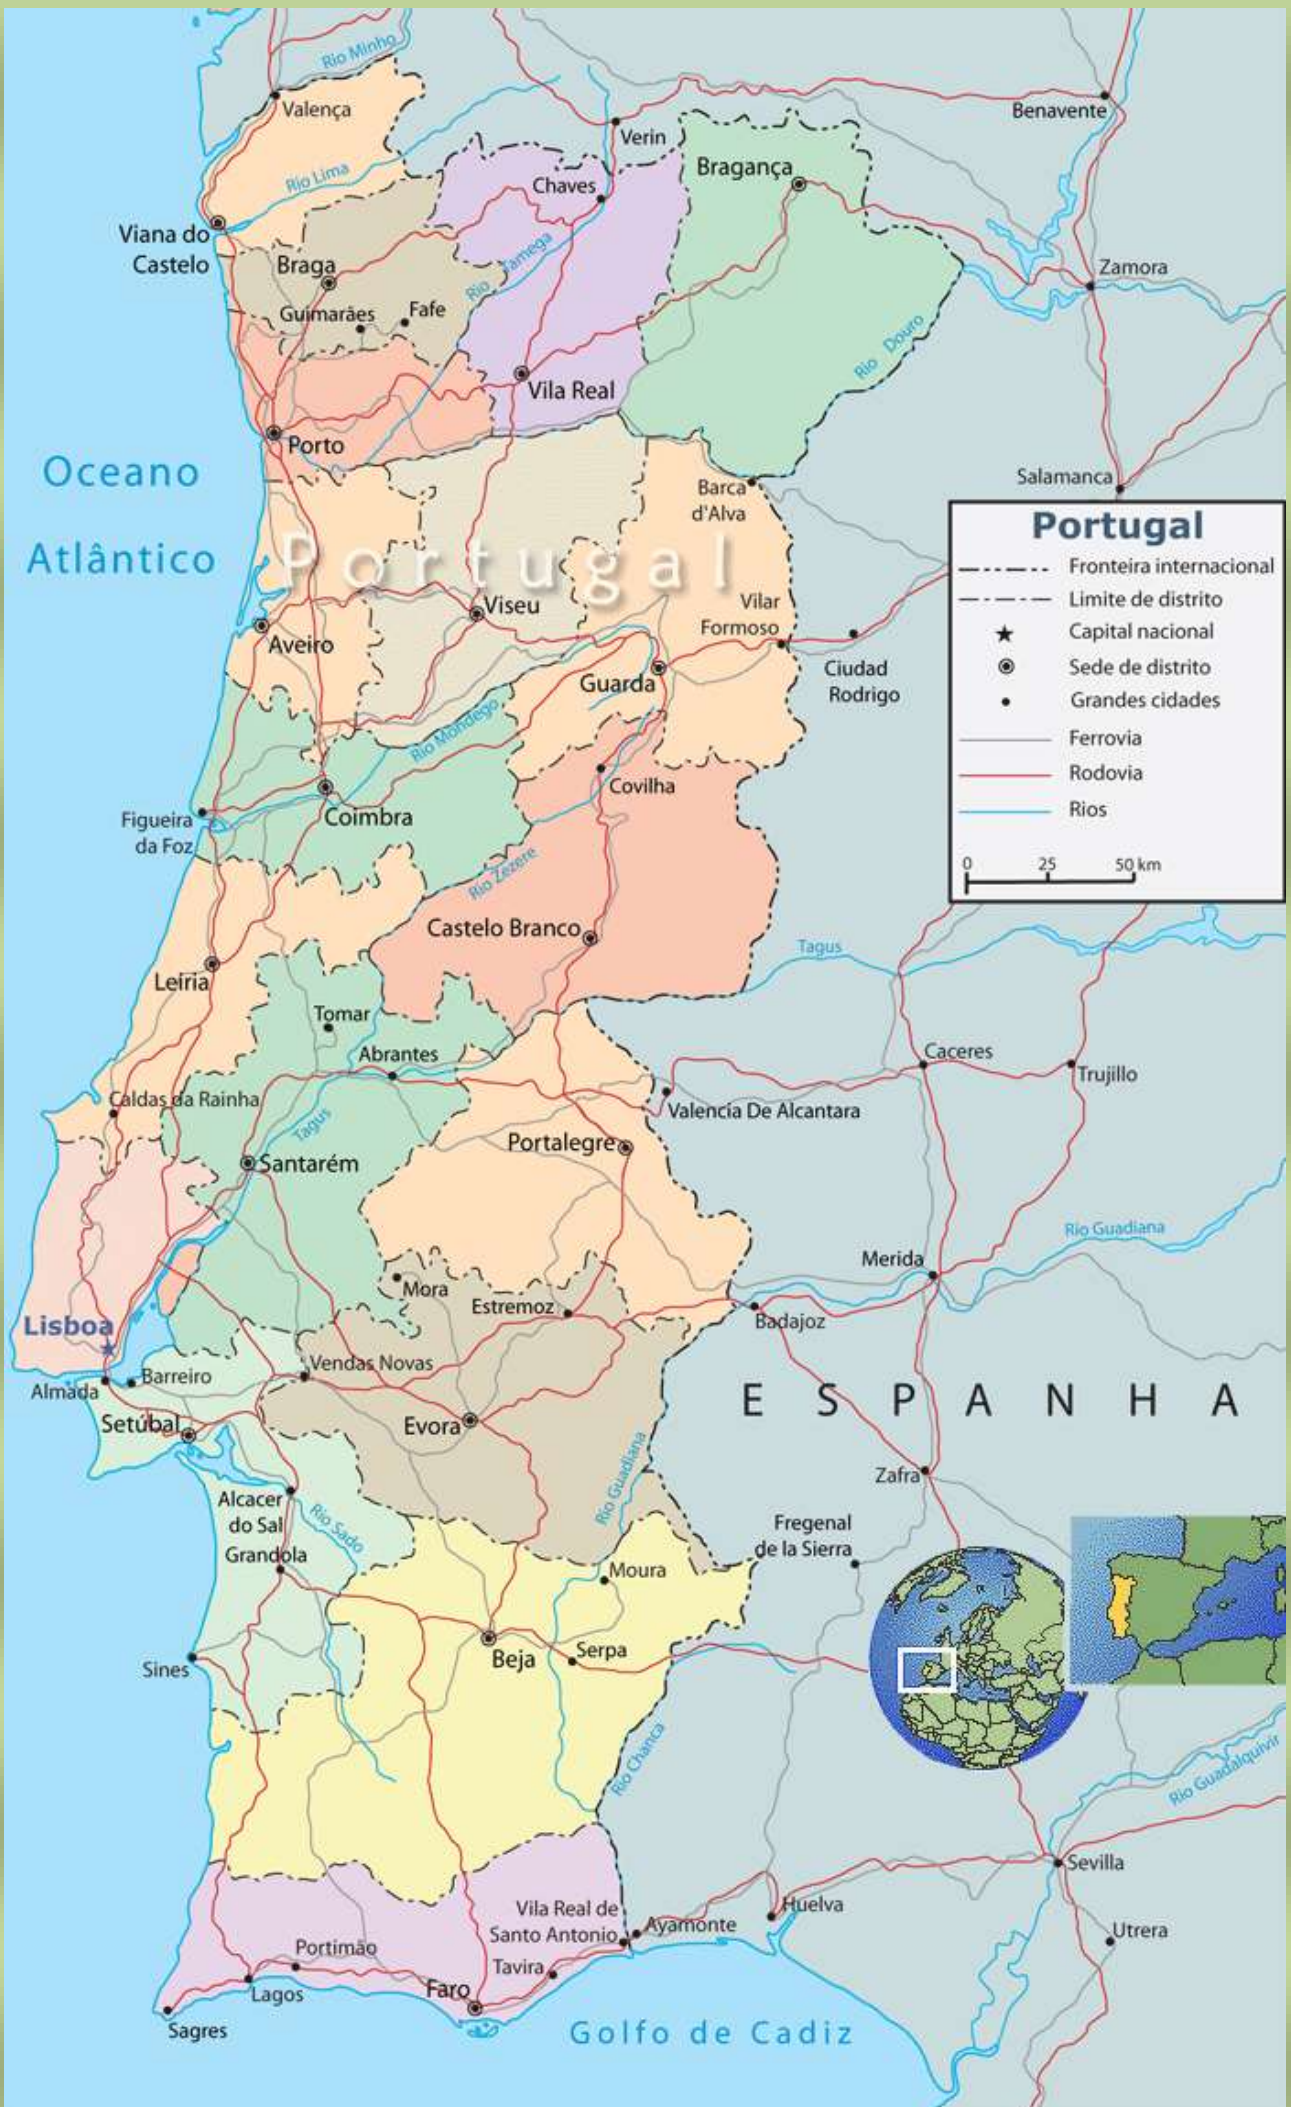 Rio Minho
Valença
Benavente
Verin
Bragança
Rio Lima
Chaves
Viana do
Castelo
Rio Tamega
Braga
Zamora
Guimarães
Fafe
Rio Douro
Vila Real
Porto
Oceano
Atlântico
Salamanca
Barca
d'Alva
Portugal
Portugal
Fronteira internacional
Limite de distrito
Capital nacional
Sede de distrito
Grandes cidades
Ferrovia
Rodovia
Rios
0 25 50 km
Viseu
Vilar
Formoso
Aveiro
Guarda
Ciudad
Rodrigo
Rio Mondego
Covilha
Figueira
da Foz
Coimbra
Rio Zezere
Castelo Branco
Tagus
Leiria
Tomar
Abrantes
Caceres
Trujillo
Caldas da Rainha
Valencia De Alcantara
Tagus
Portalegre
Santarém
Rio Guadiana
Merida
Mora
Estremoz
Badajoz
Lisboa
Vendas Novas
Almada
Barreiro
ESPANHA
Setúbal
Evora
Rio Guadiana
Zafra
Alcacer
do Sal
Rio Sado
Fregenal
de la Sierra
Grandola
Moura
Beja
Serpa
Sines
Rio Chanca
Rio Guadalquivir
Sevilla
Vila Real de
Santo Antonio
Ayamonte
Huelva
Utrera
Portimão
Tavira
Lagos
Faro
Sagres
Golfo de Cadiz